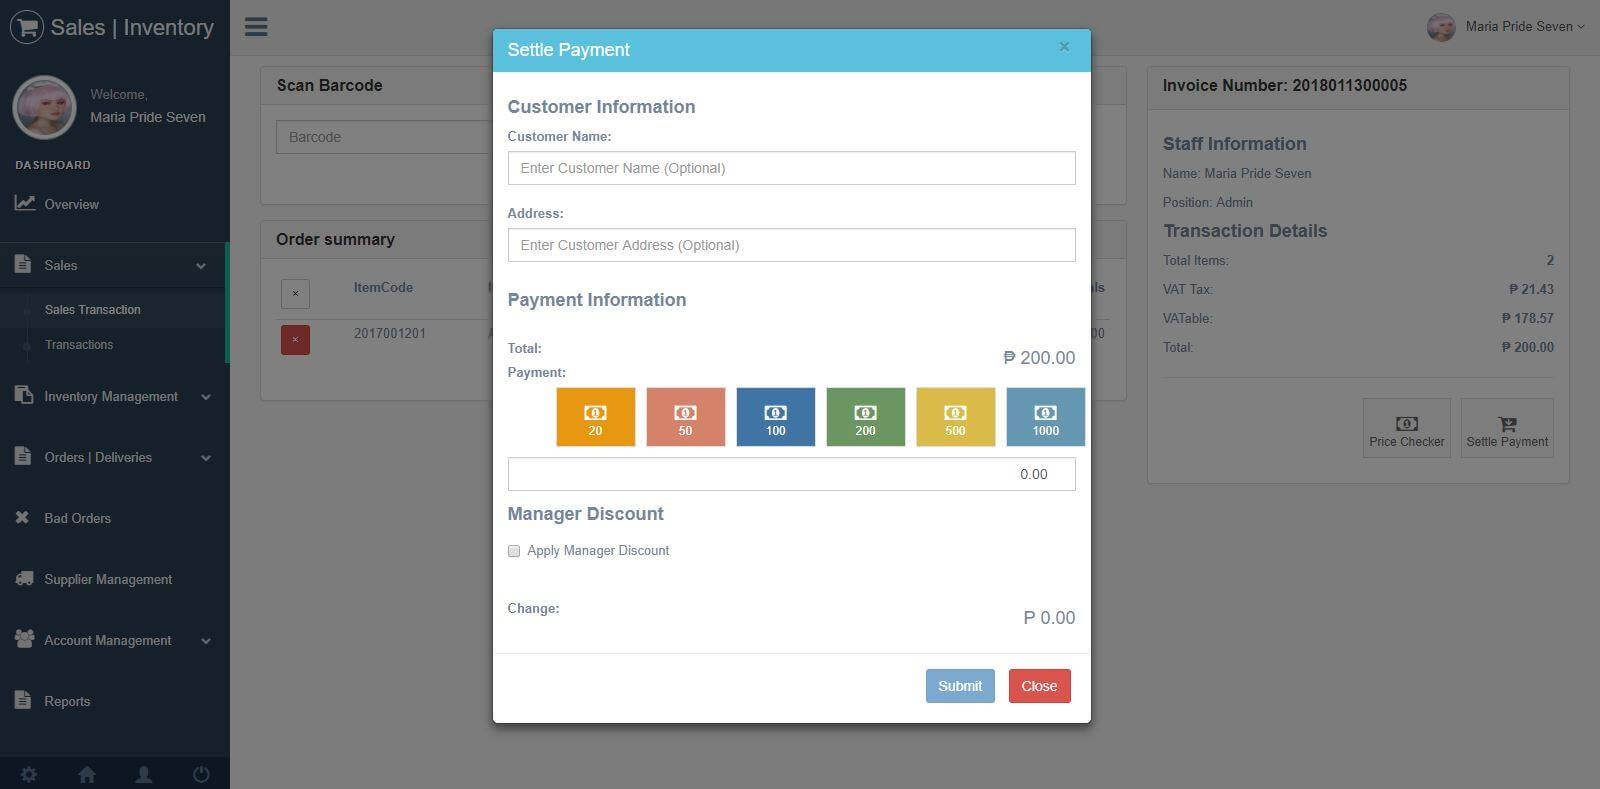 Sales | Inventory
Welcome,
Maria Pride Seven
DASHBOARD
Overview
Sales
Sales Transaction
Transactions
Inventory Management
Orders | Deliveries
Bad Orders
Supplier Management
Account Management
Reports
Maria Pride Seven
Scan Barcode
Barcode
Order summary
× ItemCode
× 2017001201
Settle Payment ×
Customer Information
Customer Name:
Enter Customer Name (Optional)
Address:
Enter Customer Address (Optional)
Payment Information
Total:
₱ 200.00
Payment:
20 50 100 200 500 1000
0.00
Manager Discount
Apply Manager Discount
Change:
P 0.00
Submit Close
Invoice Number: 2018011300005
Staff Information
Name: Maria Pride Seven
Position: Admin
Transaction Details
Total Items: 2
VAT Tax: ₱ 21.43
VATable: ₱ 178.57
Total: ₱ 200.00
Price Checker Settle Payment